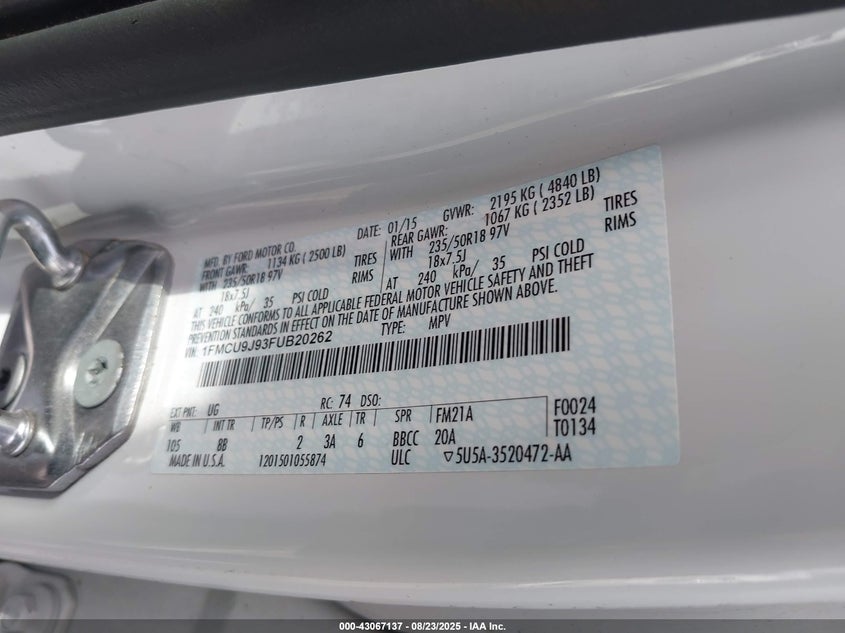 MFD. BY FORD MOTOR CO. DATE: 01/15 GVWR: 2195 KG ( 4840 LB)
FRONT GAWR: 1134 KG ( 2500 LB) REAR GAWR: 1067 KG ( 2352 LB)
WITH 235/50R18 97V TIRES WITH 235/50R18 97V TIRES
18x7.5J RIMS 18x7.5J RIMS
AT 240 kPa/ 35 PSI COLD AT 240 kPa/ 35 PSI COLD
THIS VEHICLE CONFORMS TO ALL APPLICABLE FEDERAL MOTOR VEHICLE SAFETY AND THEFT
PREVENTION STANDARDS IN EFFECT ON THE DATE OF MANUFACTURE SHOWN ABOVE.
VIN: 1FMCU9J93FUB20262 TYPE: MPV
EXT PNT: UG RC: 74 DSO:
WB INT TR TP/PS R AXLE TR SPR FM21A F0024
105 8B 2 3A 6 BBCC 20A T0134
MADE IN U.S.A. 1201501055874 ULC ▽5U5A-3520472-AA
000-43067137 - 08/23/2025 - IAA Inc.